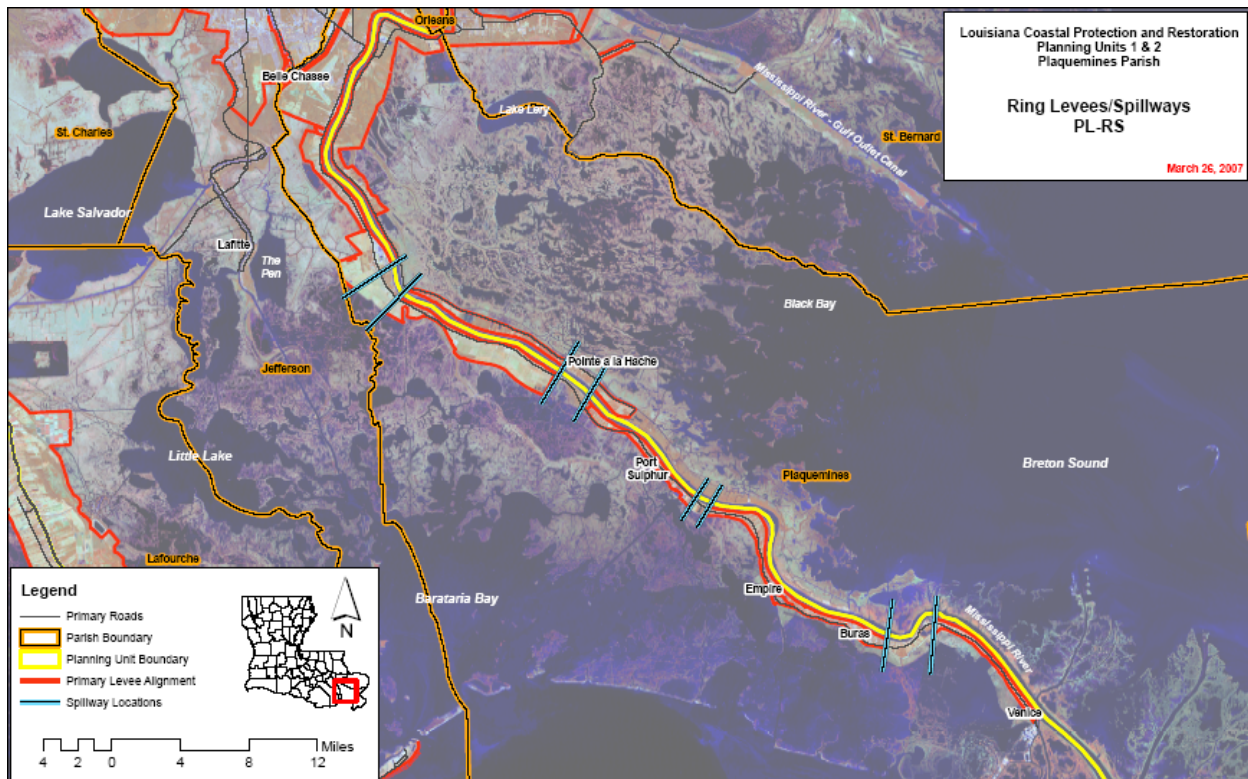 Louisiana Coastal Protection and Restoration
Planning Units 1 & 2
Plaquemines Parish
Ring Levees/Spillways
PL-RS
March 26, 2007
Orleans
Belle Chasse
Mississippi River - Gulf Outlet Canal
Lake Lery
St. Charles
St. Bernard
Lake Salvador
Lafitte
The
Pen
Black Bay
Pointe a la Hache
Jefferson
Little Lake
Port
Sulphur
Plaquemines
Breton Sound
Lafourche
Empire
Barataria Bay
Buras
Mississippi River
Venice
Legend
Primary Roads
Parish Boundary
Planning Unit Boundary
Primary Levee Alignment
Spillway Locations
N
Miles
4 2 0 4 8 12